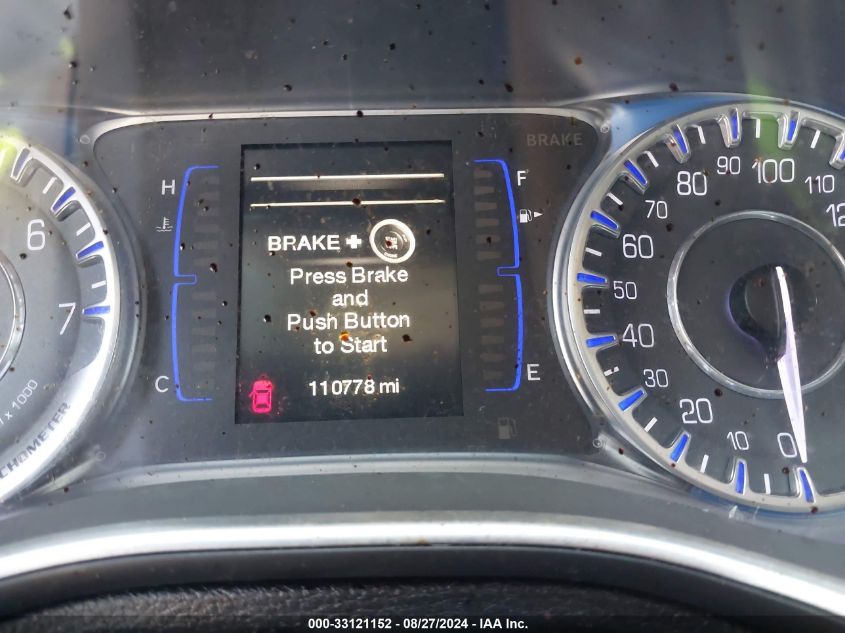 BRAKE
H
F
BRAKE +
Press Brake
and
Push Button
to Start
110778 mi
C
E
6
7
x 1000
0
10
20
30
40
50
60
70
80
90
100
110
000-33121152 - 08/27/2024 - IAA Inc.